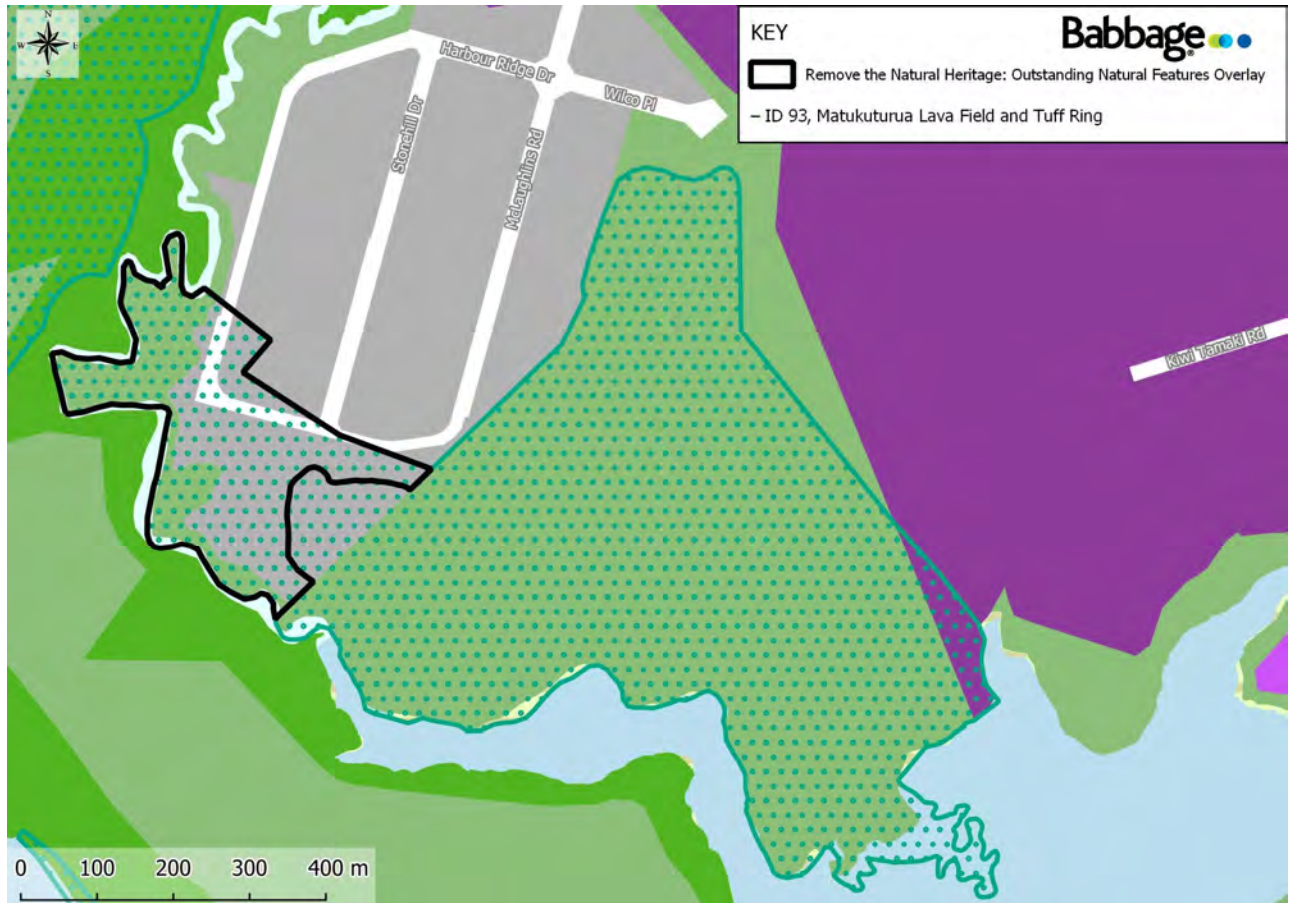 N
W E
S
KEY
Babbage®
Remove the Natural Heritage: Outstanding Natural Features Overlay
– ID 93, Matukuturua Lava Field and Tuff Ring
Harbour Ridge Dr
Wilco Pl
Stonehill Dr
McLaughlins Rd
Kiwi Tamaki Rd
0 100 200 300 400 m